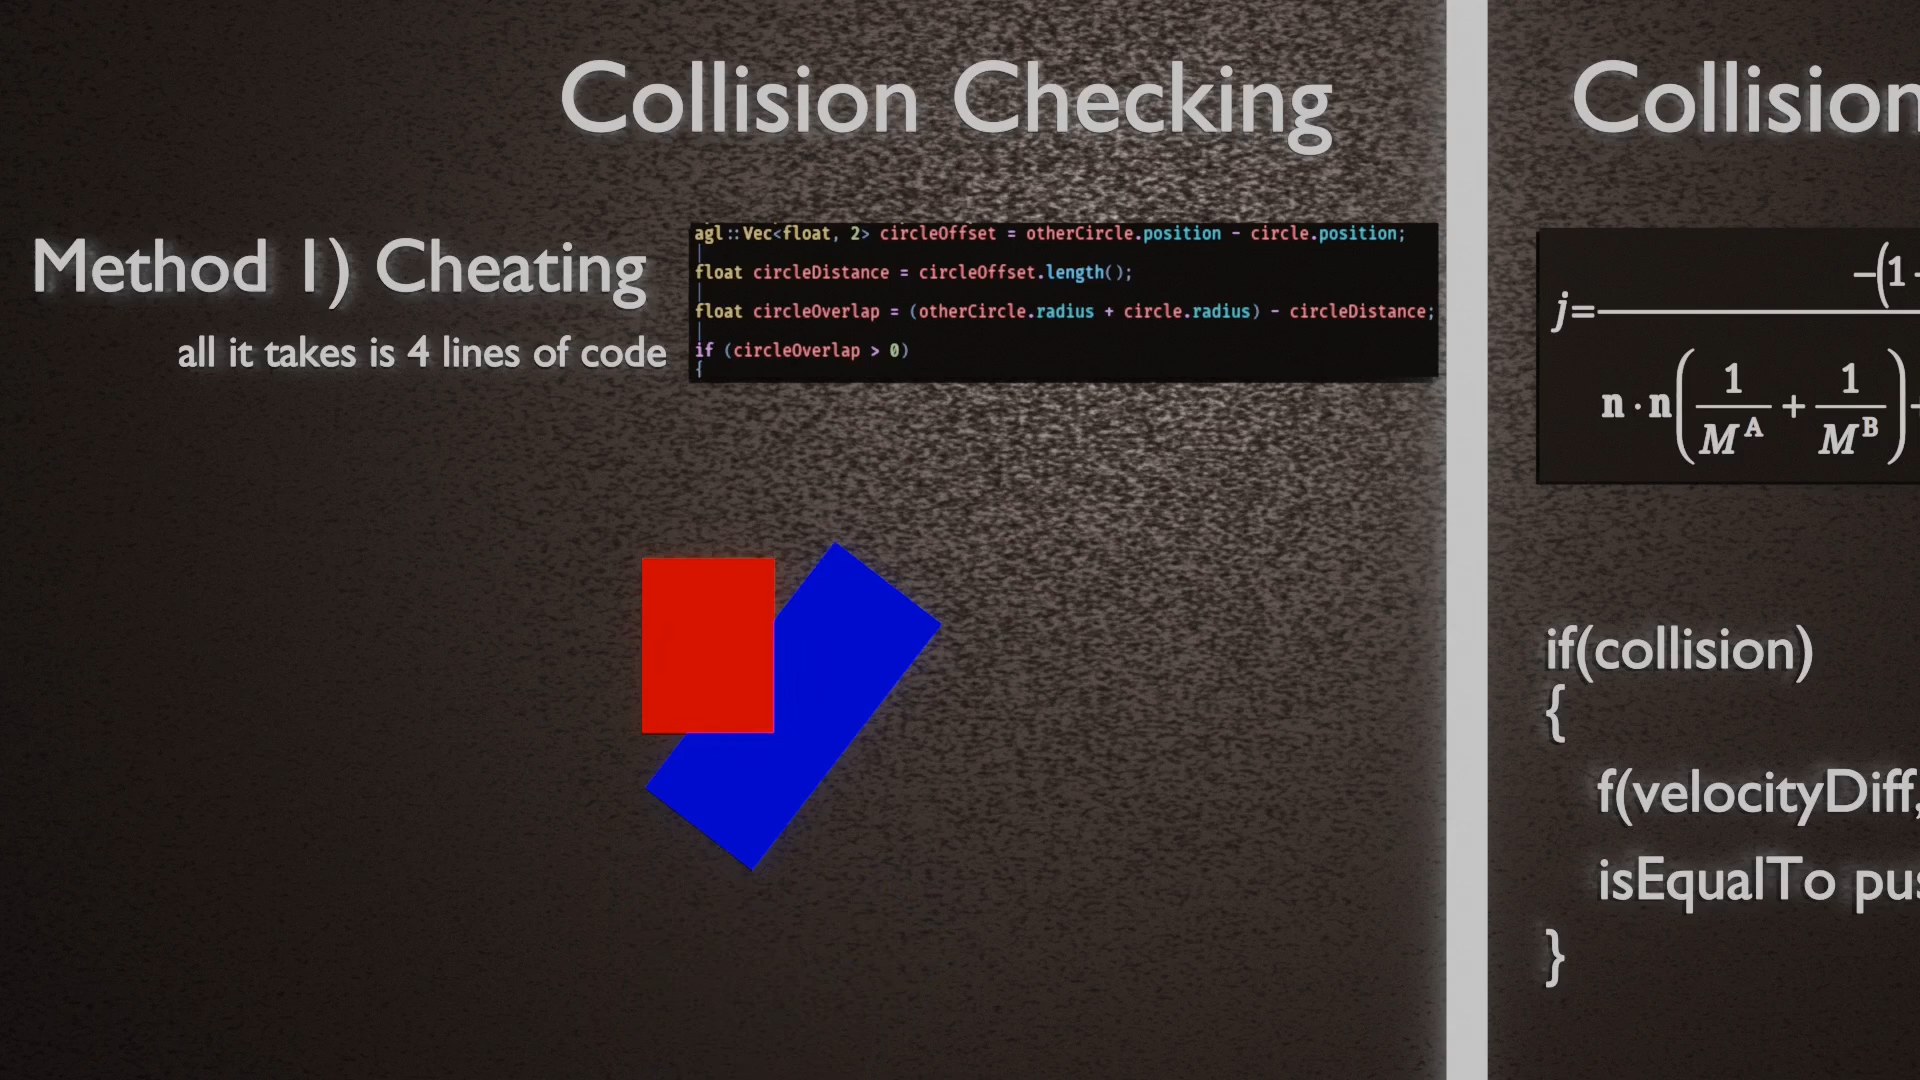 Collision Checking
Method 1) Cheating
all it takes is 4 lines of code
agl::Vec<float, 2> circleOffset = otherCircle.position - circle.position;
float circleDistance = circleOffset.length();
float circleOverlap = (otherCircle.radius + circle.radius) - circleDistance;
if (circleOverlap > 0)
{
Collision
j= −(1
n · n(1/M^A + 1/M^B)
if(collision)
{
f(velocityDiff,
isEqualTo
}